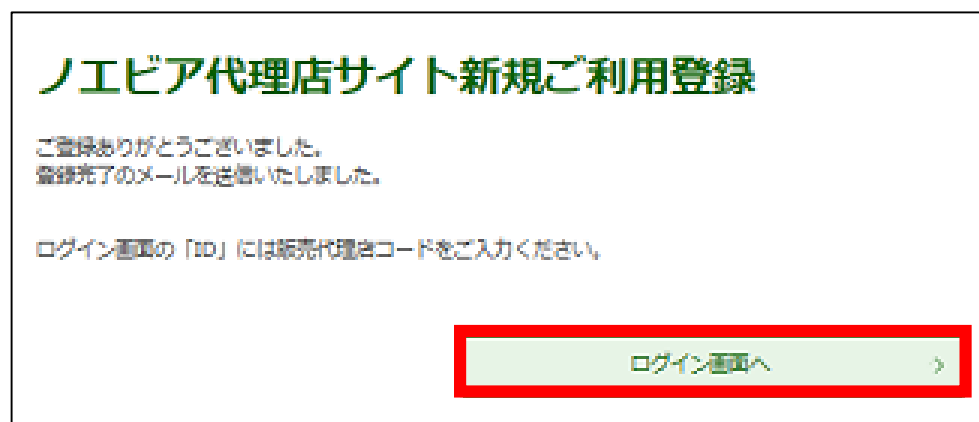 ノエビア代理店サイト新規ご利用登録
ご登録ありがとうございました。
登録完了のメールを送信いたしました。
ログイン画面の「ID」には販売代理店コードをご入力ください。
ログイン画面へ